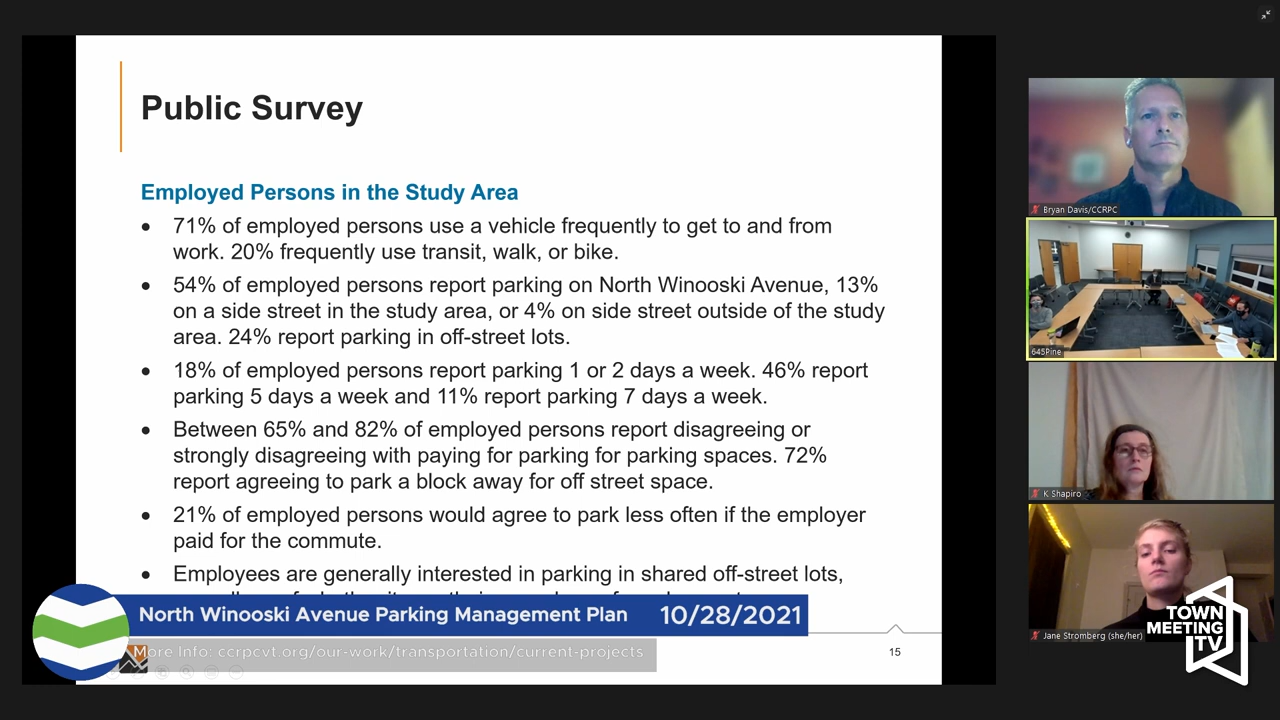 Public Survey
Employed Persons in the Study Area
• 71% of employed persons use a vehicle frequently to get to and from
work. 20% frequently use transit, walk, or bike.
• 54% of employed persons report parking on North Winooski Avenue, 13%
on a side street in the study area, or 4% on side street outside of the study
area. 24% report parking in off-street lots.
• 18% of employed persons report parking 1 or 2 days a week. 46% report
parking 5 days a week and 11% report parking 7 days a week.
• Between 65% and 82% of employed persons report disagreeing or
strongly disagreeing with paying for parking for parking spaces. 72%
report agreeing to park a block away for off street space.
• 21% of employed persons would agree to park less often if the employer
paid for the commute.
• Employees are generally interested in parking in shared off-street lots,
North Winooski Avenue Parking Management Plan 10/28/2021
More Info: ccrpcvt.org/our-work/transportation/current-projects
15
Bryan Davis/CCRPC
645Pine
K Shapiro
Jane Stromberg (she/her)
TOWN
MEETING
TV